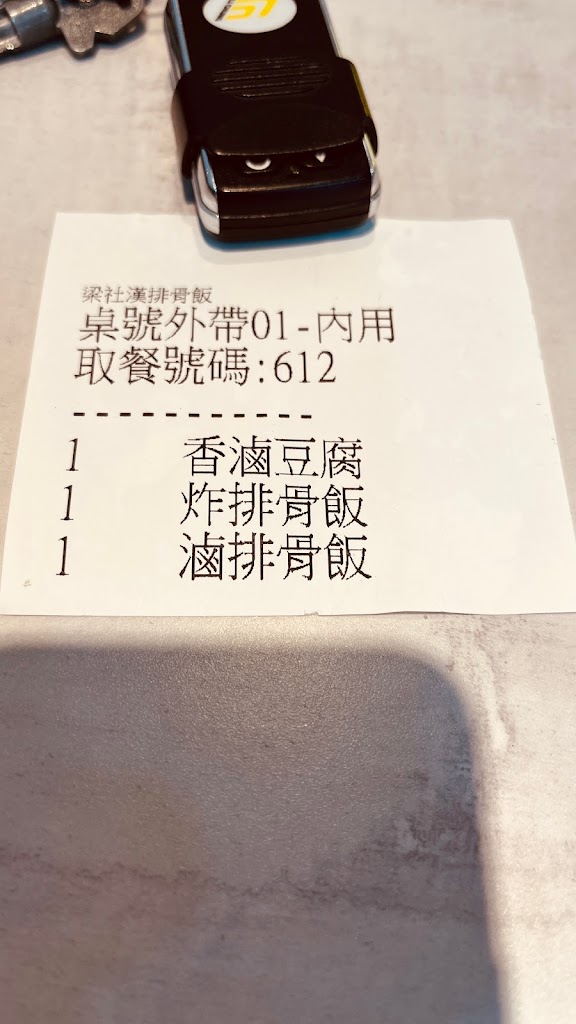 梁社漢排骨飯
桌號外帶01-內用
取餐號碼:612
------------
1 香滷豆腐
1 炸排骨飯
1 滷排骨飯